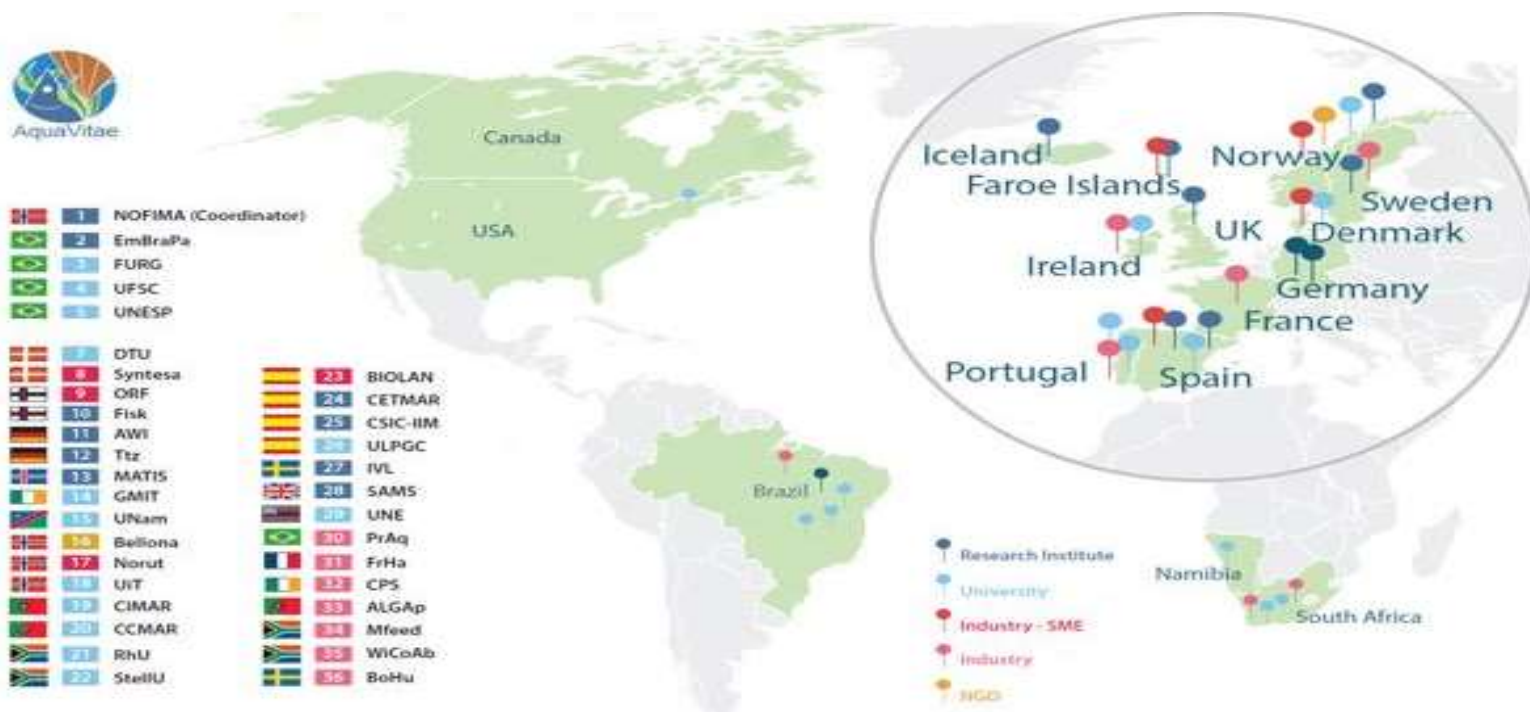 AquaVitae
1 NOFIMA (Coordinator)
2 EmBraPa
3 FURG
4 UFSC
5 UNESP
7 DTU
8 Syntesa
9 ORF
10 Fisk
11 AWI
12 Ttz
13 MATIS
14 GMIT
15 UNam
16 Bellona
17 Norut
18 UiT
19 CIMAR
20 CCMAR
21 RhU
22 StellU
23 BIOLAN
24 CETMAR
25 CSIC-IIM
26 ULPGC
27 IVL
28 SAMS
29 UNE
30 PrAq
31 FrHa
32 CPS
33 ALGAp
34 Mfeed
35 WiCoAb
36 BoHu
Canada
USA
Brazil
Iceland
Faroe Islands
Norway
Sweden
UK
Denmark
Ireland
Germany
France
Portugal
Spain
Namibia
South Africa
Research Institute
University
Industry - SME
Industry
NGO